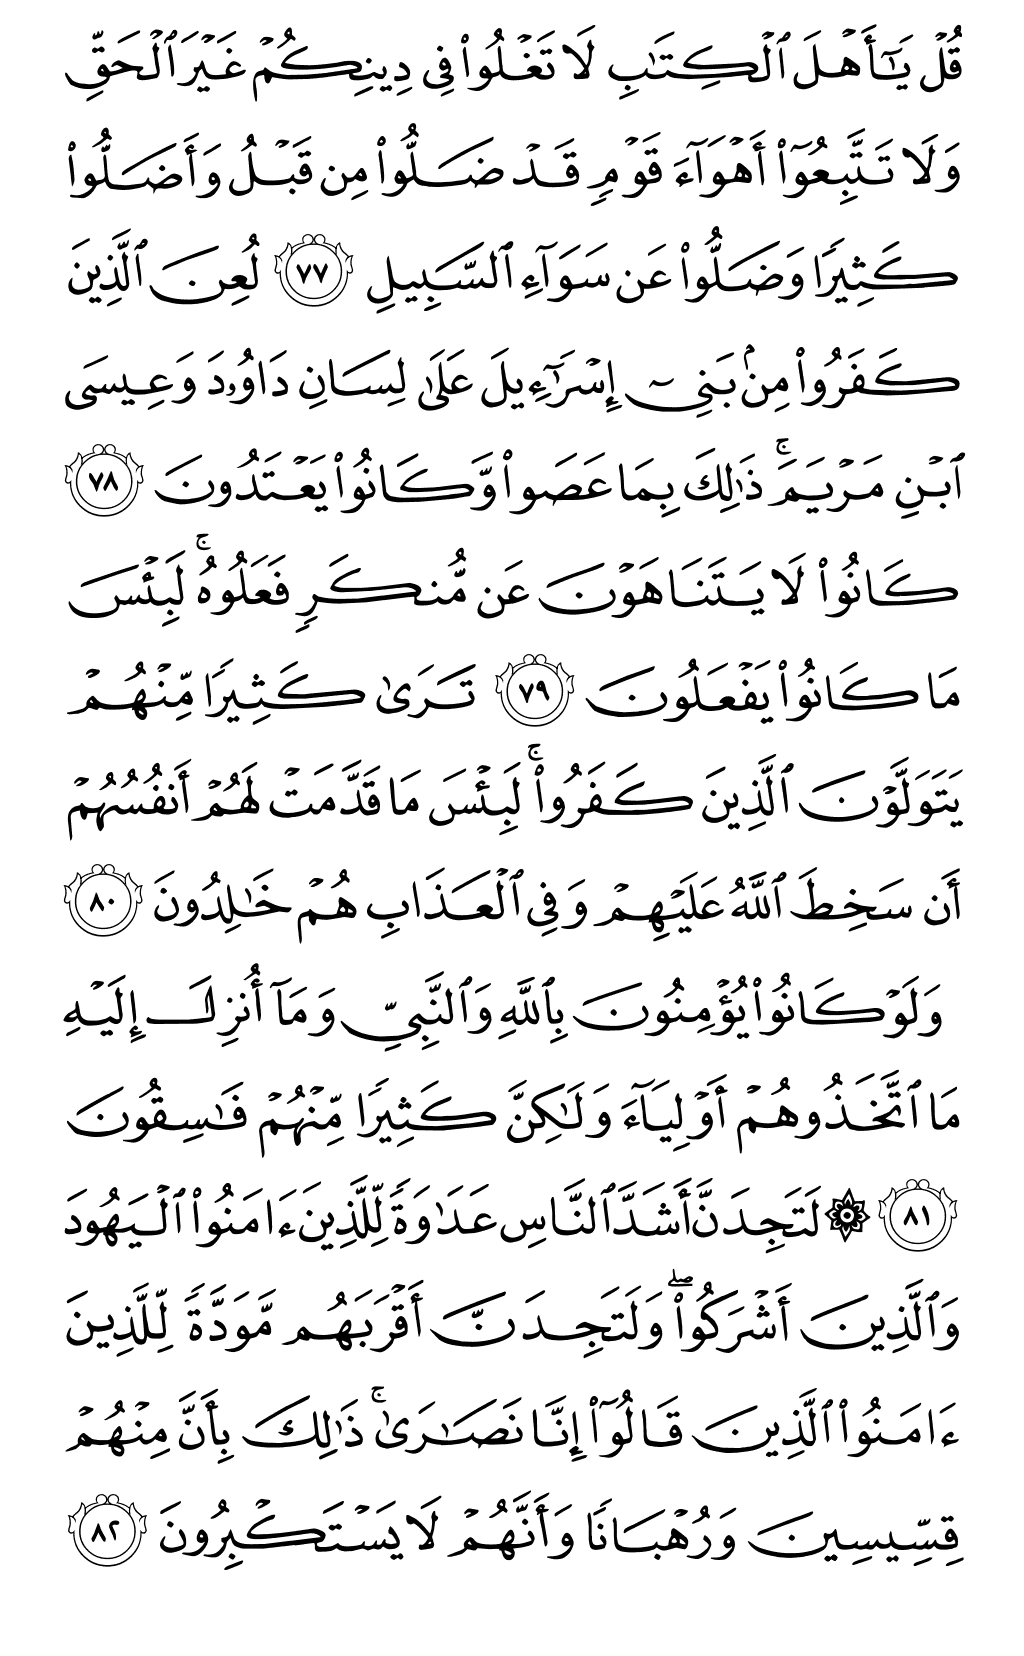 قُلۡ يَٰٓأَهۡلَ ٱلۡكِتَٰبِ لَا تَغۡلُواْ فِي دِينِكُمۡ غَيۡرَ ٱلۡحَقِّ
وَلَا تَتَّبِعُوٓاْ أَهۡوَآءَ قَوۡمٖ قَدۡ ضَلُّواْ مِن قَبۡلُ وَأَضَلُّواْ
كَثِيرٗا وَضَلُّواْ عَن سَوَآءِ ٱلسَّبِيلِ ٧٧ لُعِنَ ٱلَّذِينَ
كَفَرُواْ مِنۢ بَنِيٓ إِسۡرَٰٓءِيلَ عَلَىٰ لِسَانِ دَاوُۥدَ وَعِيسَى
ٱبۡنِ مَرۡيَمَۚ ذَٰلِكَ بِمَا عَصَواْ وَّكَانُواْ يَعۡتَدُونَ ٧٨
كَانُواْ لَا يَتَنَاهَوۡنَ عَن مُّنكَرٖ فَعَلُوهُۚ لَبِئۡسَ
مَا كَانُواْ يَفۡعَلُونَ ٧٩ تَرَىٰ كَثِيرٗا مِّنۡهُمۡ
يَتَوَلَّوۡنَ ٱلَّذِينَ كَفَرُواْۚ لَبِئۡسَ مَا قَدَّمَتۡ لَهُمۡ أَنفُسُهُمۡ
أَن سَخِطَ ٱللَّهُ عَلَيۡهِمۡ وَفِي ٱلۡعَذَابِ هُمۡ خَٰلِدُونَ ٨٠
وَلَوۡ كَانُواْ يُؤۡمِنُونَ بِٱللَّهِ وَٱلنَّبِيِّ وَمَآ أُنزِلَ إِلَيۡهِ
مَا ٱتَّخَذُوهُمۡ أَوۡلِيَآءَ وَلَٰكِنَّ كَثِيرٗا مِّنۡهُمۡ فَٰسِقُونَ
٨١ ۞ لَتَجِدَنَّ أَشَدَّ ٱلنَّاسِ عَدَٰوَةٗ لِّلَّذِينَ ءَامَنُواْ ٱلۡيَهُودَ
وَٱلَّذِينَ أَشۡرَكُواْۖ وَلَتَجِدَنَّ أَقۡرَبَهُم مَّوَدَّةٗ لِّلَّذِينَ
ءَامَنُواْ ٱلَّذِينَ قَالُوٓاْ إِنَّا نَصَٰرَىٰۚ ذَٰلِكَ بِأَنَّ مِنۡهُمۡ
قِسِّيسِينَ وَرُهۡبَانٗا وَأَنَّهُمۡ لَا يَسۡتَكۡبِرُونَ ٨٢